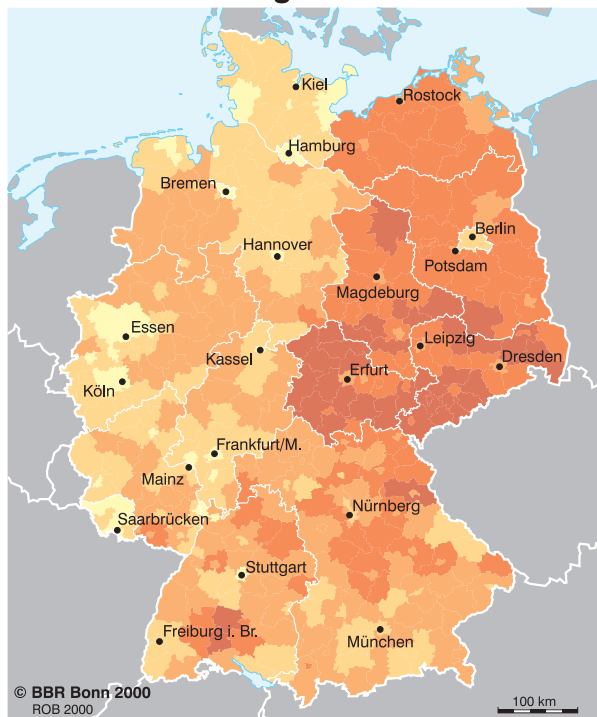 Kiel
Rostock
Hamburg
Bremen
Berlin
Hannover
Potsdam
Magdeburg
Essen
Leipzig
Kassel
Dresden
Erfurt
Köln
Frankfurt/M.
Mainz
Nürnberg
Saarbrücken
Stuttgart
Freiburg i. Br.
München
© BBR Bonn 2000
ROB 2000
100 km